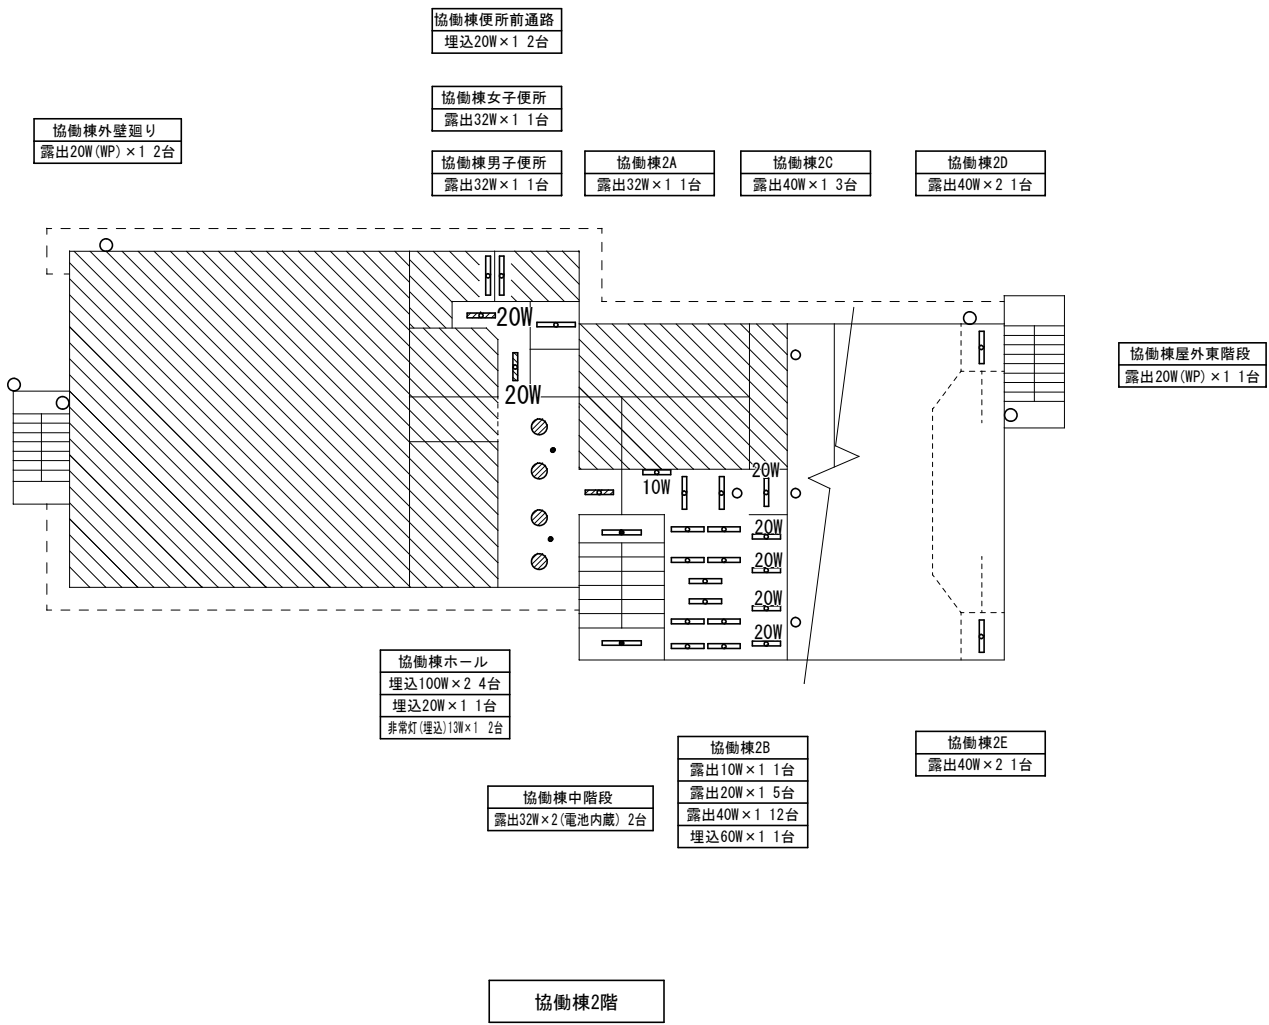 協働棟便所前通路
埋込20W×1 2台
協働棟女子便所
露出32W×1 1台
協働棟外壁廻り
露出20W(WP)×1 2台
協働棟男子便所
露出32W×1 1台
協働棟2A
露出32W×1 1台
協働棟2C
露出40W×1 3台
協働棟2D
露出40W×2 1台
20W
20W
協働棟屋外東階段
露出20W(WP)×1 1台
10W
20W
20W
20W
20W
20W
協働棟ホール
埋込100W×2 4台
埋込20W×1 1台
非常灯(埋込)13W×1 2台
協働棟中階段
露出32W×2(電池内蔵) 2台
協働棟2B
露出10W×1 1台
露出20W×1 5台
露出40W×1 12台
埋込60W×1 1台
協働棟2E
露出40W×2 1台
協働棟2階